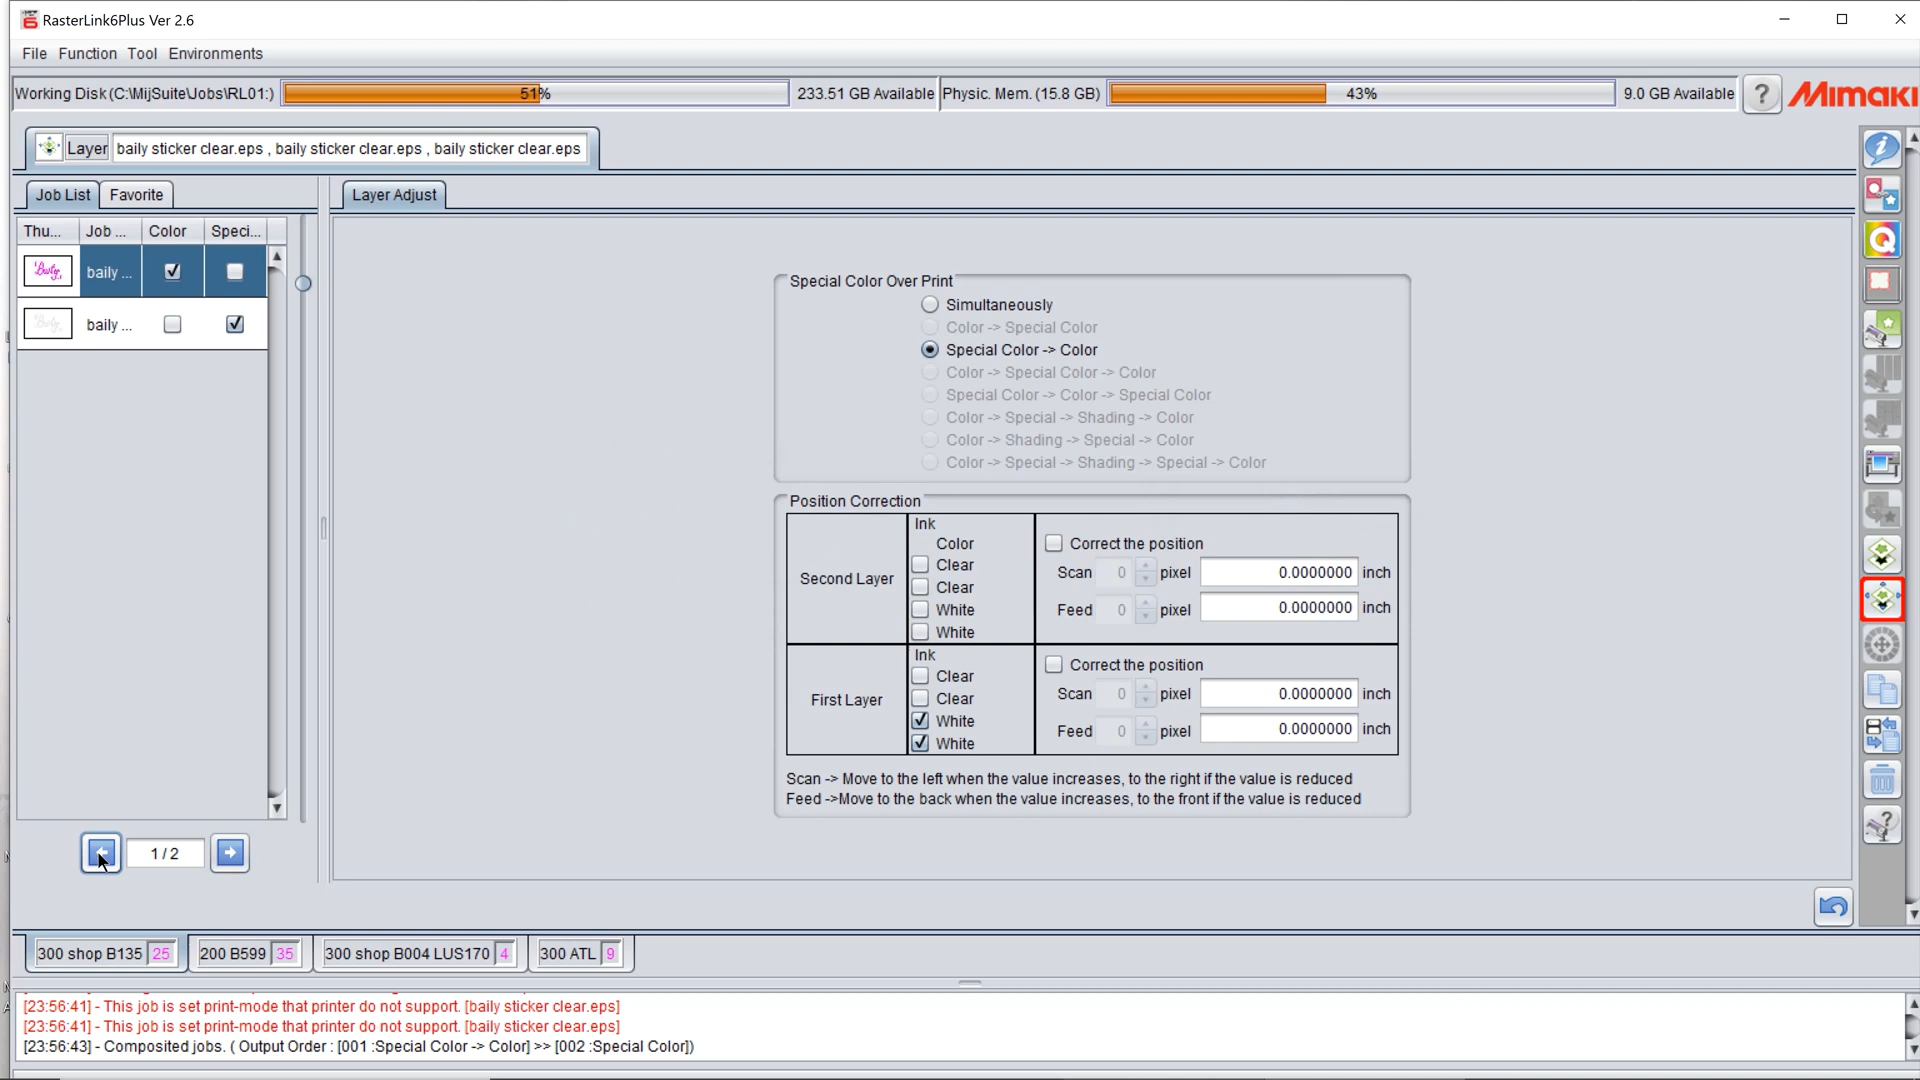 RasterLink6Plus Ver 2.6
File Function Tool Environments
Working Disk (C:\MijSuite\Jobs\RL01:) 51% 233.51 GB Available Physic. Mem. (15.8 GB) 43% 9.0 GB Available ? Mimaki
Layer baily sticker clear.eps , baily sticker clear.eps , baily sticker clear.eps
Job List Favorite Layer Adjust
Thu... Job ... Color Speci...
baily ...
baily ...
Special Color Over Print
Simultaneously
Color -> Special Color
Special Color -> Color
Color -> Special Color -> Color
Special Color -> Color -> Special Color
Color -> Special -> Shading -> Color
Color -> Shading -> Special -> Color
Color -> Special -> Shading -> Special -> Color
Position Correction
Second Layer
Ink
Color
Clear
Clear
White
White
Correct the position
Scan 0 pixel 0.0000000 inch
Feed 0 pixel 0.0000000 inch
First Layer
Ink
Clear
Clear
White
White
Correct the position
Scan 0 pixel 0.0000000 inch
Feed 0 pixel 0.0000000 inch
Scan -> Move to the left when the value increases, to the right if the value is reduced
Feed ->Move to the back when the value increases, to the front if the value is reduced
1 / 2
300 shop B135 25 200 B599 35 300 shop B004 LUS170 4 300 ATL 9
[23:56:41] - This job is set print-mode that printer do not support. [baily sticker clear.eps]
[23:56:41] - This job is set print-mode that printer do not support. [baily sticker clear.eps]
[23:56:43] - Composited jobs. ( Output Order : [001 :Special Color -> Color] >> [002 :Special Color])